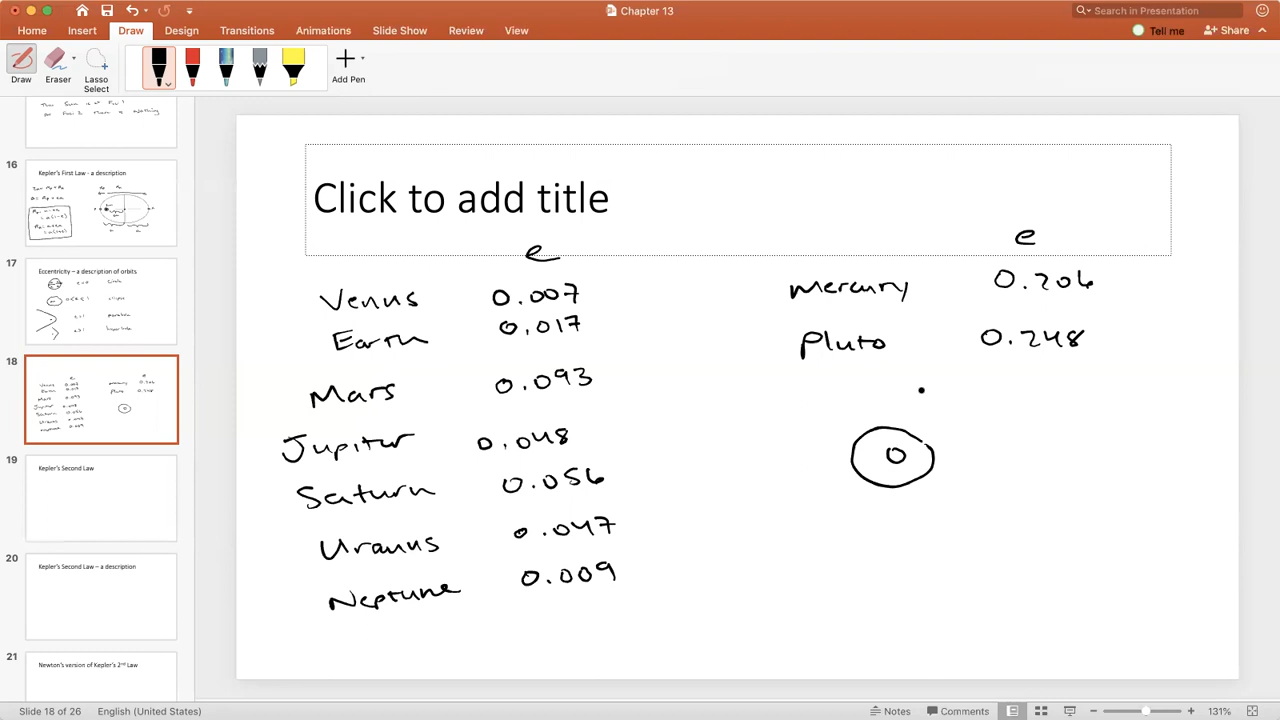 Chapter 13
Search in Presentation
Home Insert Draw Design Transitions Animations Slide Show Review View
Tell me
Share
Draw
Eraser
Lasso Select
Add Pen
16
Kepler's First Law - a description
17
Eccentricity – a description of orbits
18
19
Kepler's Second Law
20
Kepler's Second Law – a description
21
Newton's version of Kepler's 2nd Law
Click to add title
e
Venus 0.007
Earth 0.017
Mars 0.093
Jupiter 0.048
Saturn 0.056
Uranus 0.047
Neptune 0.009
e
Mercury 0.206
Pluto 0.248
Slide 18 of 26
English (United States)
Notes
Comments
131%